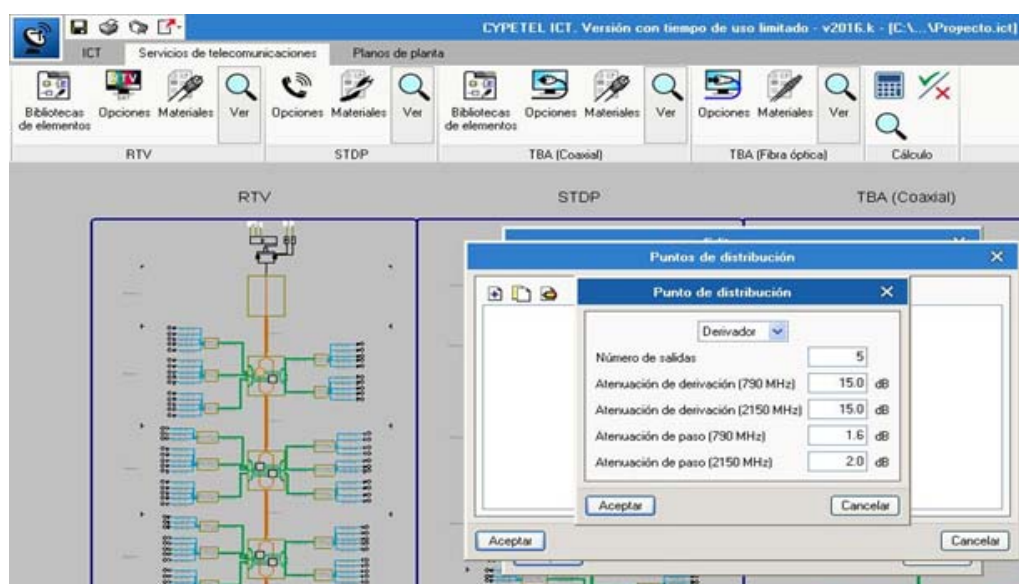 CYPETEL ICT. Versión con tiempo de uso limitado - v2016.k - [C:\...\Proyecto.ict]
ICT Servicios de telecomunicaciones Planos de planta
Bibliotecas de elementos Opciones Materiales Ver Opciones Materiales Ver Bibliotecas de elementos Opciones Materiales Ver Opciones Materiales Ver
RTV STDP TBA (Coaxial) TBA (Fibra óptica) Cálculo
RTV STDP TBA (Coaxial)
Puntos de distribución
Punto de distribución
Derivador
Número de salidas 5
Atenuación de derivación (790 MHz) 15.0 dB
Atenuación de derivación (2150 MHz) 15.0 dB
Atenuación de paso (790 MHz) 1.6 dB
Atenuación de paso (2150 MHz) 2.0 dB
Aceptar Cancelar
Aceptar Cancelar